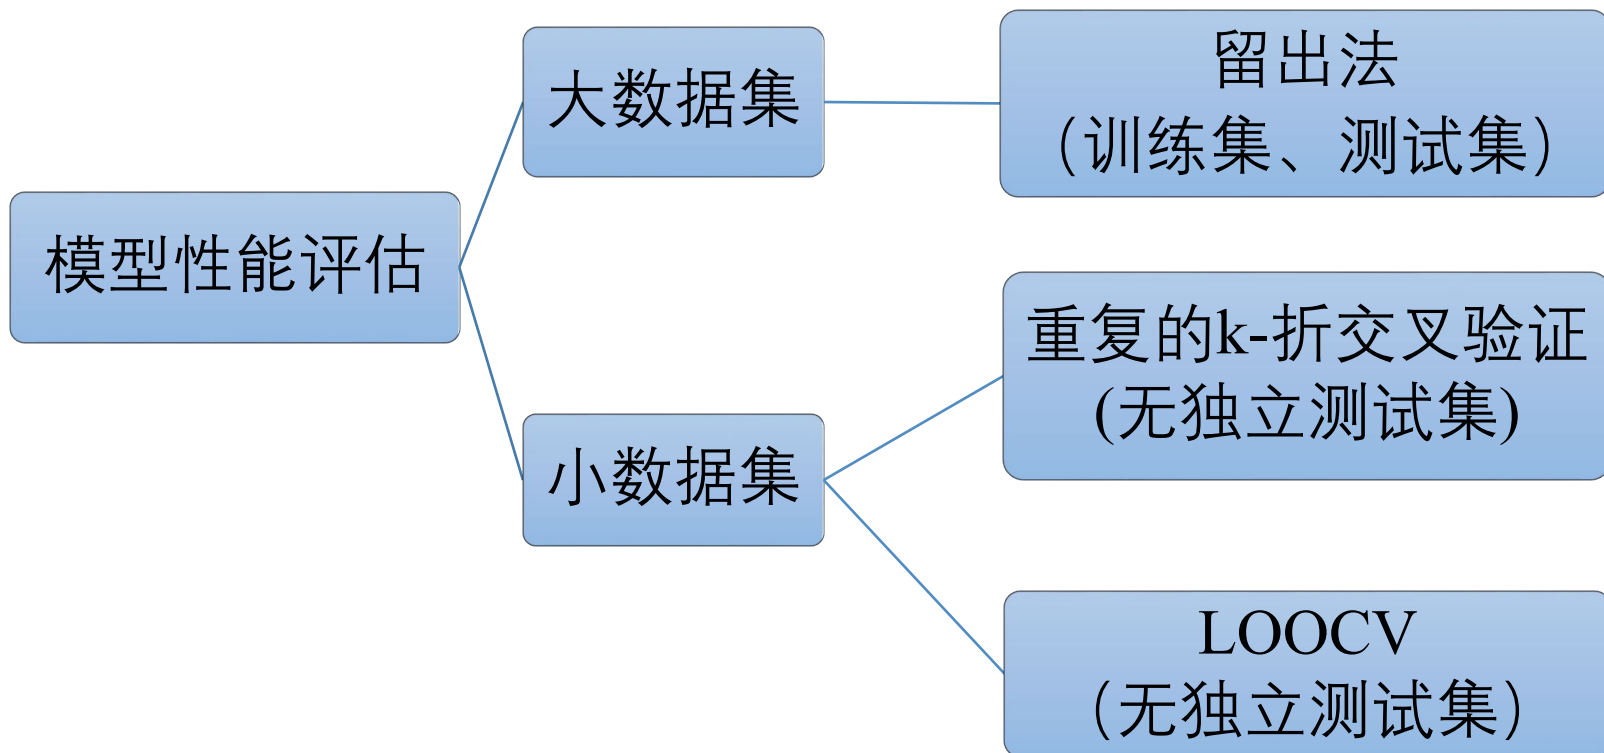 模型性能评估
大数据集
留出法
（训练集、测试集）
小数据集
重复的k-折交叉验证
(无独立测试集)
LOOCV
（无独立测试集）